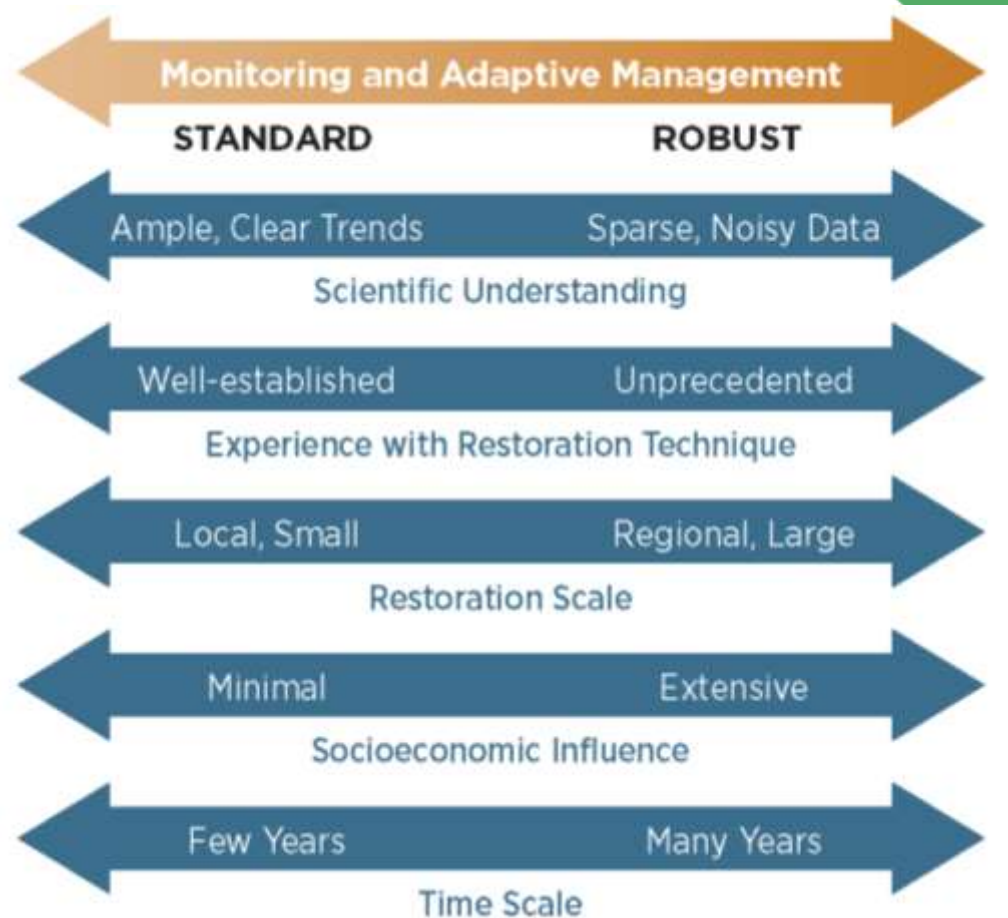 Monitoring and Adaptive Management
STANDARD ROBUST
Ample, Clear Trends Sparse, Noisy Data
Scientific Understanding
Well-established Unprecedented
Experience with Restoration Technique
Local, Small Regional, Large
Restoration Scale
Minimal Extensive
Socioeconomic Influence
Few Years Many Years
Time Scale